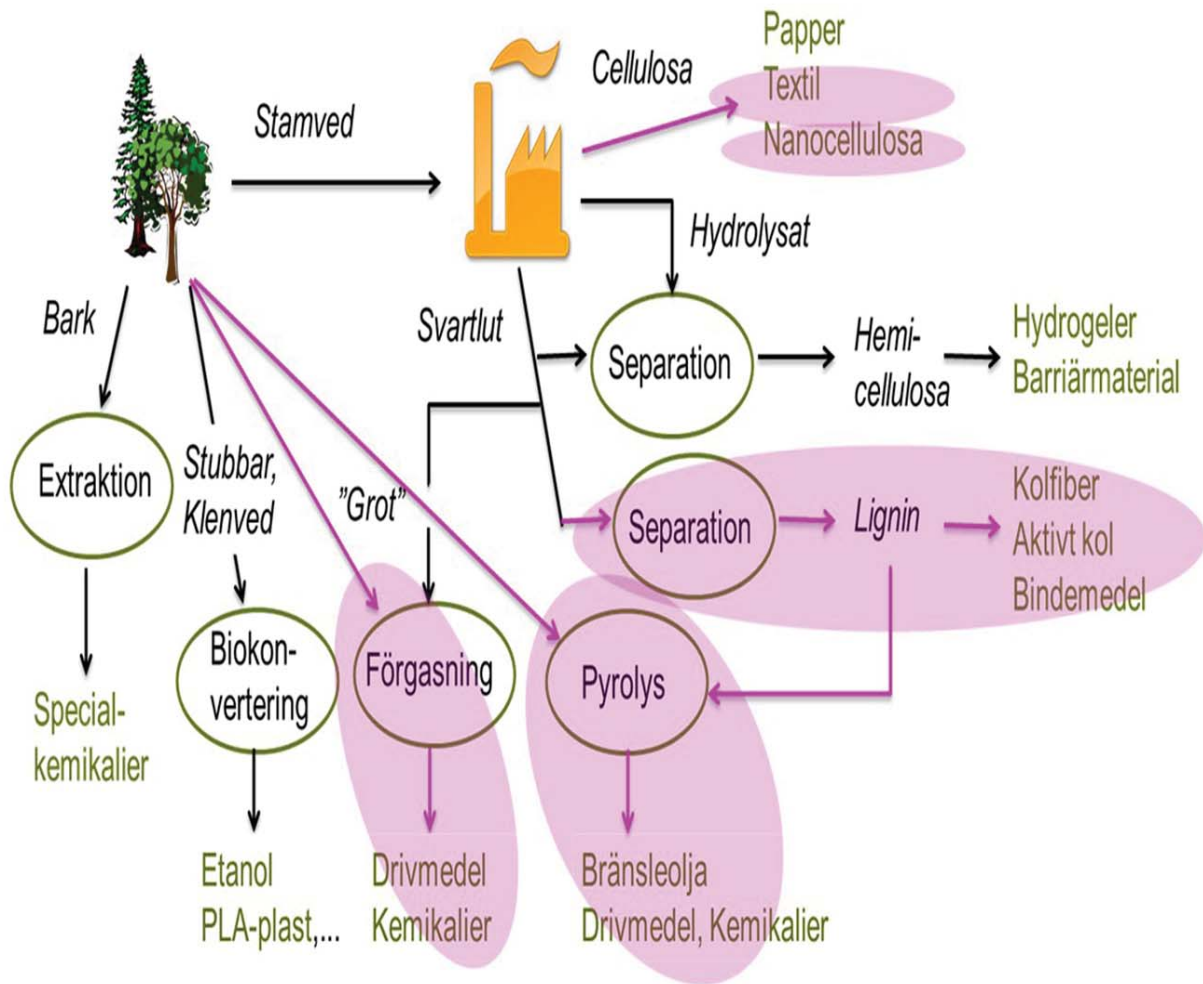 Papper
Cellulosa
Textil
Stamved
Nanocellulosa
Hydrolysat
Bark
Svartlut
Separation
Hemi-
cellulosa
Hydrogeler
Barriärmaterial
Extraktion
Stubbar,
Klenved
"Grot"
Separation
Lignin
Kolfiber
Aktivt kol
Bindemedel
Biokon-
vertering
Förgasning
Pyrolys
Special-
kemikalier
Etanol
PLA-plast,...
Drivmedel
Kemikalier
Bränsleolja
Drivmedel, Kemikalier